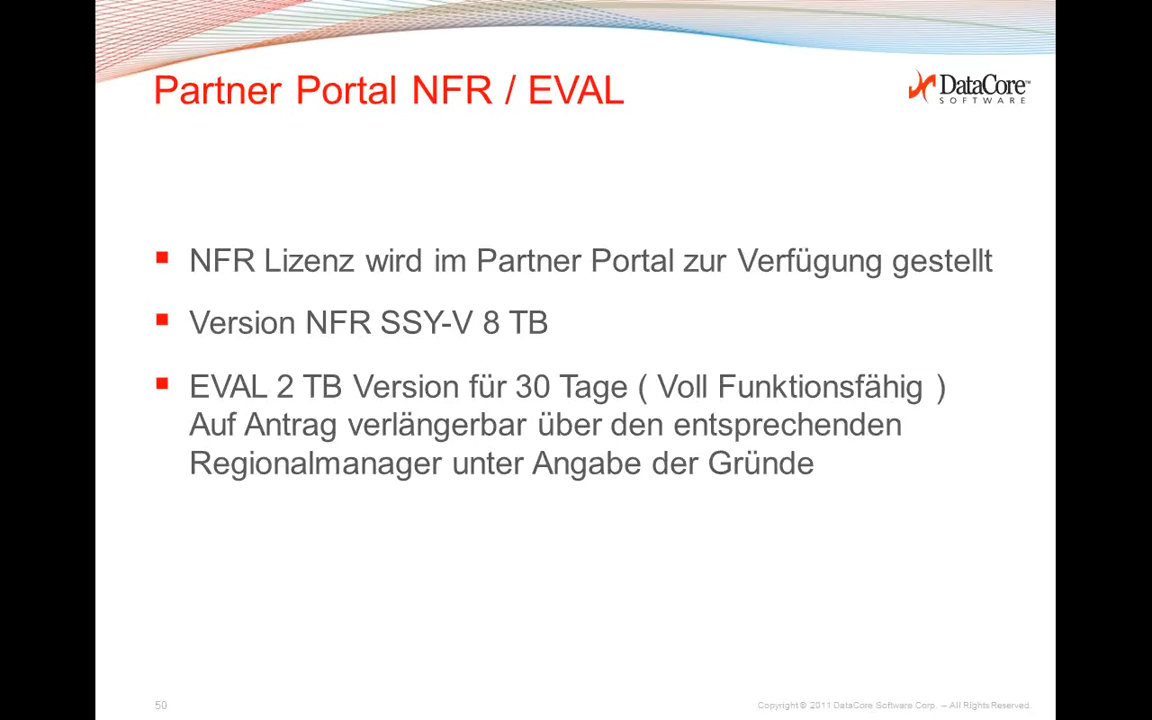 Partner Portal NFR / EVAL
DataCore™
SOFTWARE
NFR Lizenz wird im Partner Portal zur Verfügung gestellt
Version NFR SSY-V 8 TB
EVAL 2 TB Version für 30 Tage ( Voll Funktionsfähig )
Auf Antrag verlängerbar über den entsprechenden
Regionalmanager unter Angabe der Gründe
50
Copyright © 2011 DataCore Software Corp. – All Rights Reserved.